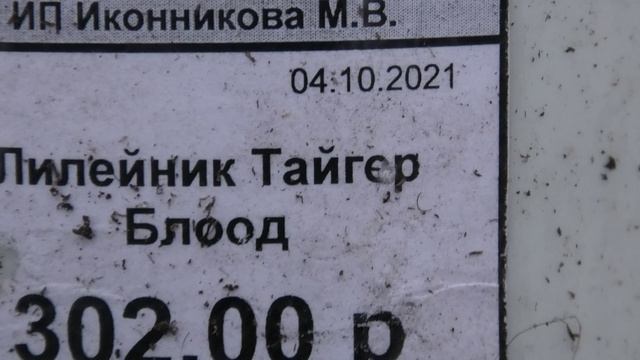 ИП Иконникова М.В.
04.10.2021
Лилейник Тайгер
Блоод
302.00 р